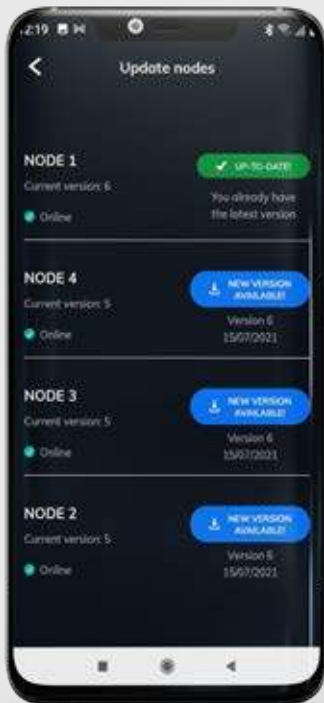 2:19
Update nodes
NODE 1
UP-TO-DATE!
Current version: 6
You already have
the latest version
Online
NODE 4
NEW VERSION
AVAILABLE!
Current version: 5
Version 6
15/07/2021
Online
NODE 3
NEW VERSION
AVAILABLE!
Current version: 5
Version 6
15/07/2021
Online
NODE 2
NEW VERSION
AVAILABLE!
Current version: 5
Version 6
15/07/2021
Online